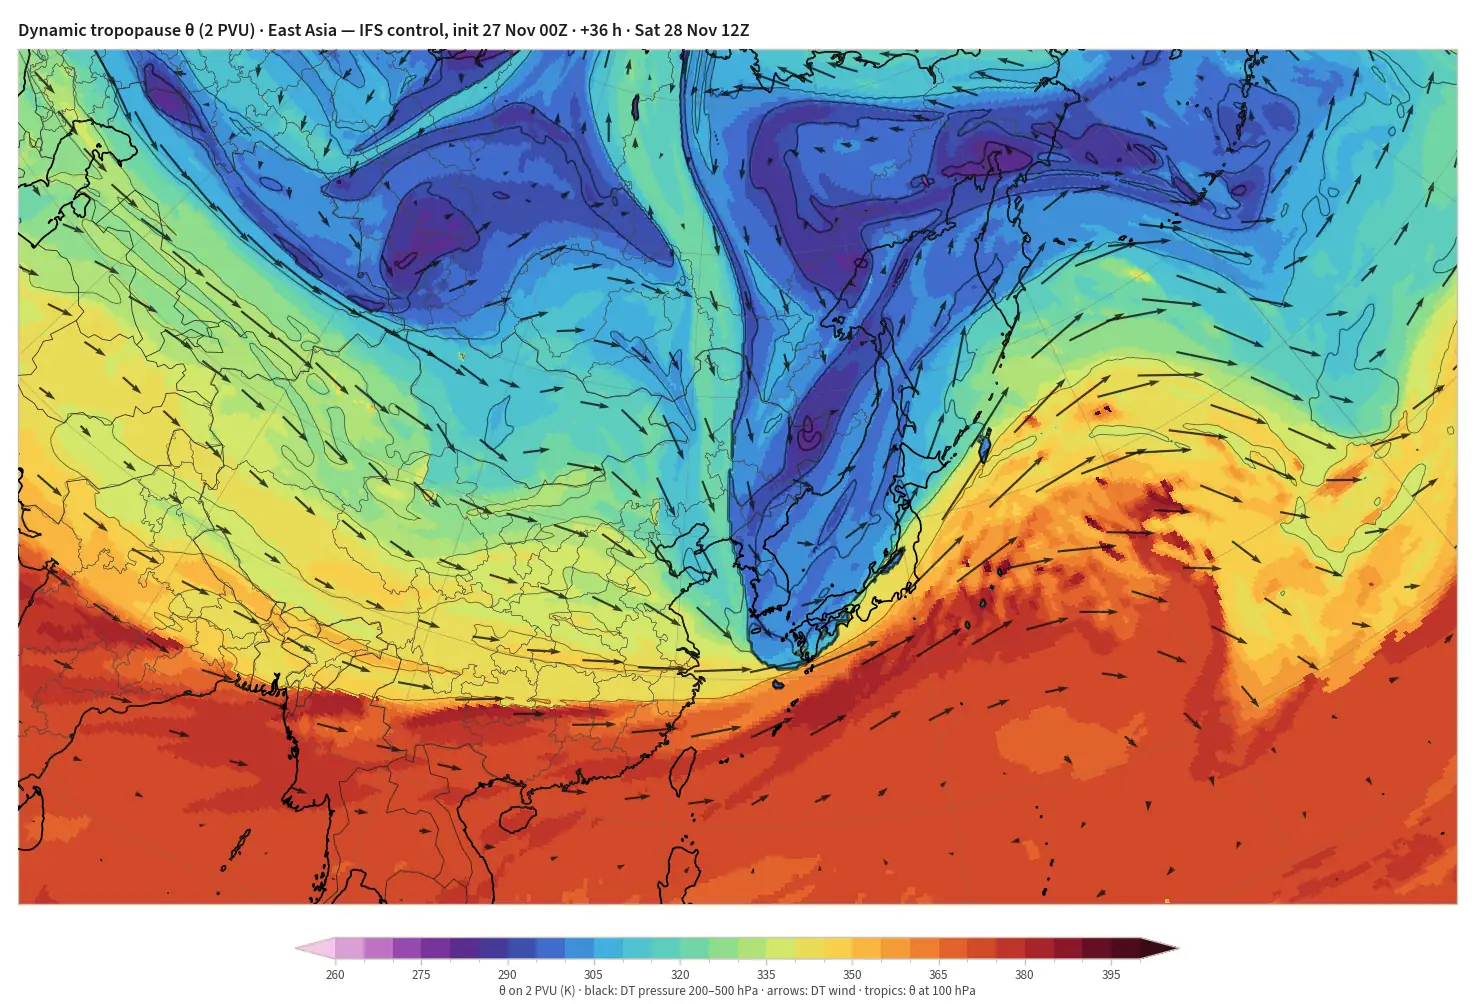 Dynamic tropopause θ (2 PVU) · East Asia — IFS control, init 27 Nov 00Z · +36 h · Sat 28 Nov 12Z
260 275 290 305 320 335 350 365 380 395
θ on 2 PVU (K) · black: DT pressure 200–500 hPa · arrows: DT wind · tropics: θ at 100 hPa